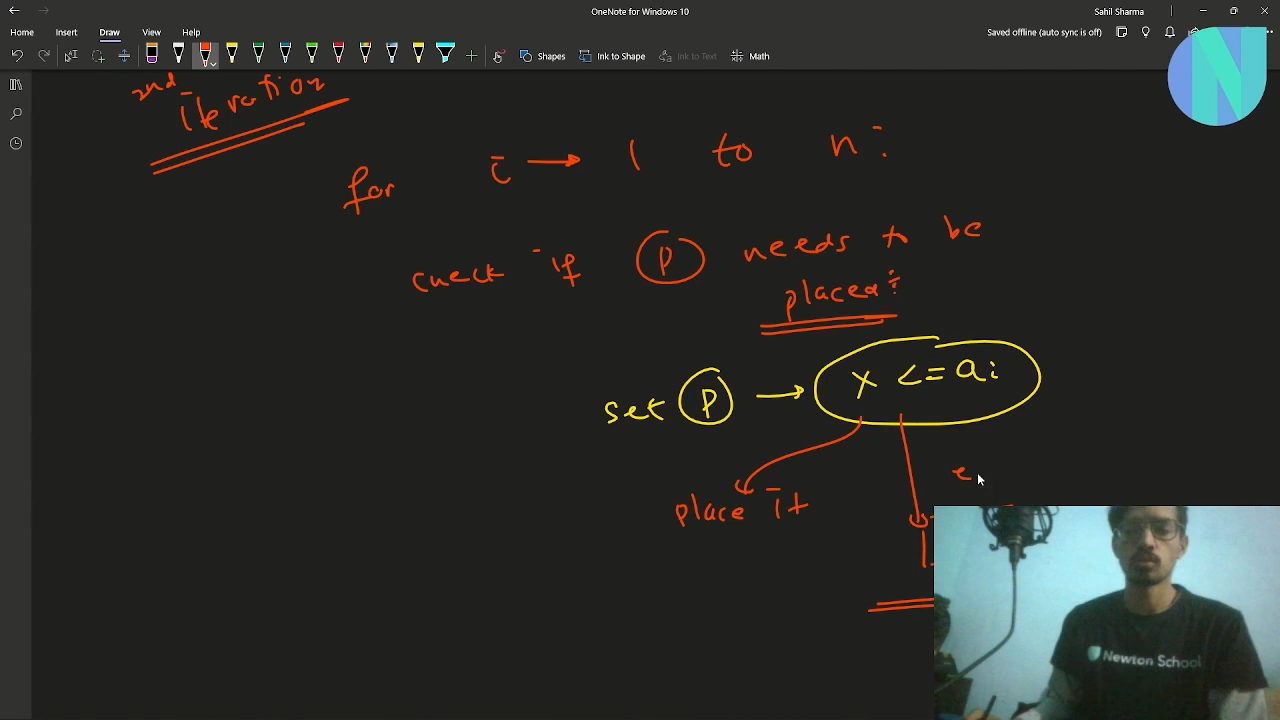 OneNote for Windows 10
Sahil Sharma
Home Insert Draw View Help
Saved offline (auto sync is off)
Shapes Ink to Shape Ink to Text Math
2nd Iteration
for i → 1 to n:
check if P needs to be
placed:
set P → x <= ai
place it
Newton School
N